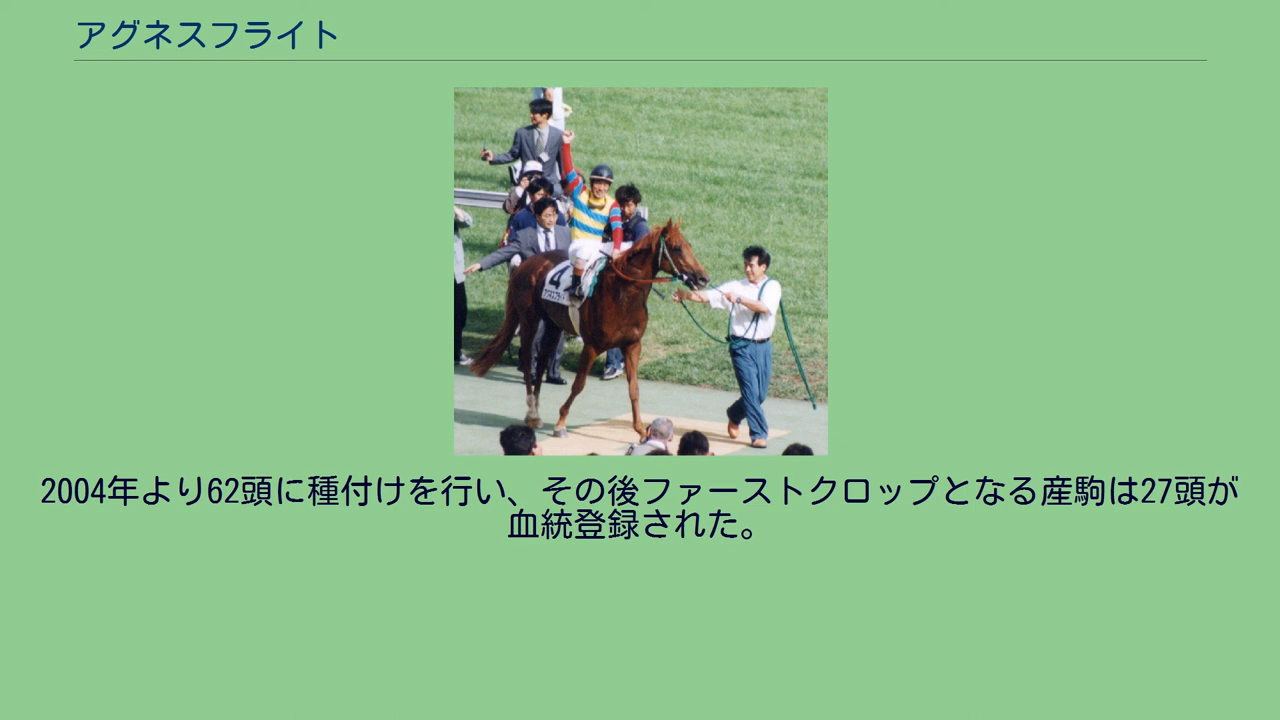 アグネスフライト
4
2004年より62頭に種付けを行い、その後ファーストクロップとなる産駒は27頭が
血統登録された。